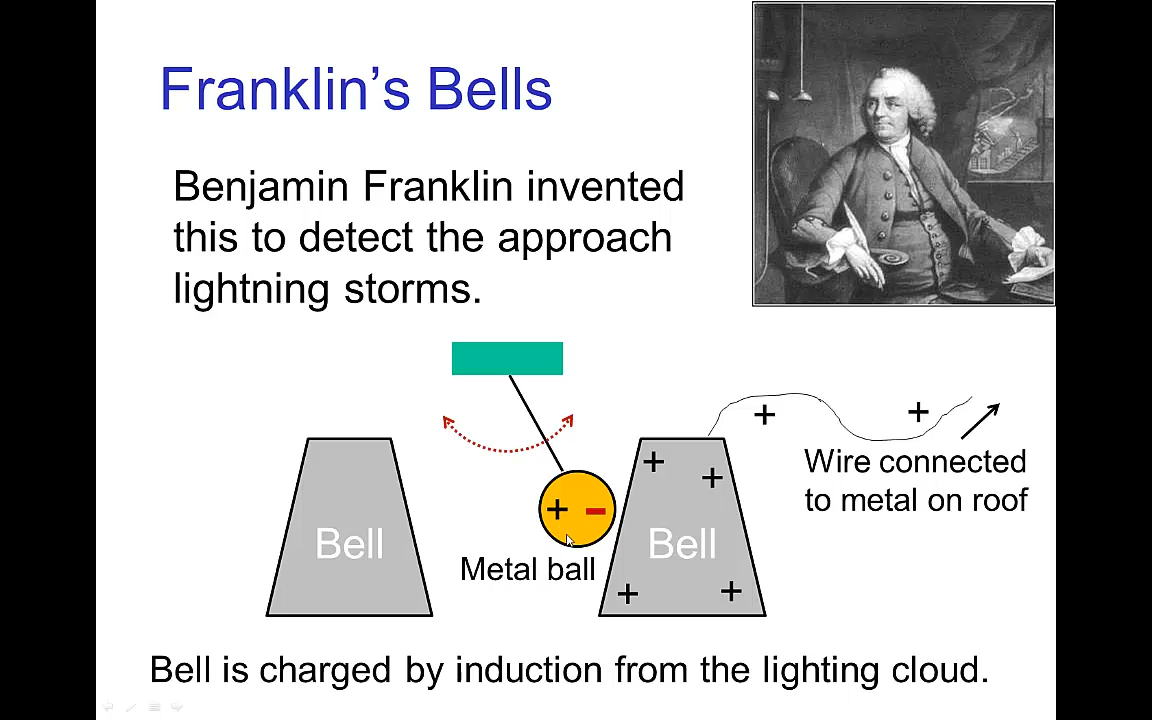 Franklin's Bells
Benjamin Franklin invented
this to detect the approach
lightning storms.
+ +
Wire connected
to metal on roof
+ +
+ -
Bell
Bell
Metal ball
+ +
Bell is charged by induction from the lighting cloud.